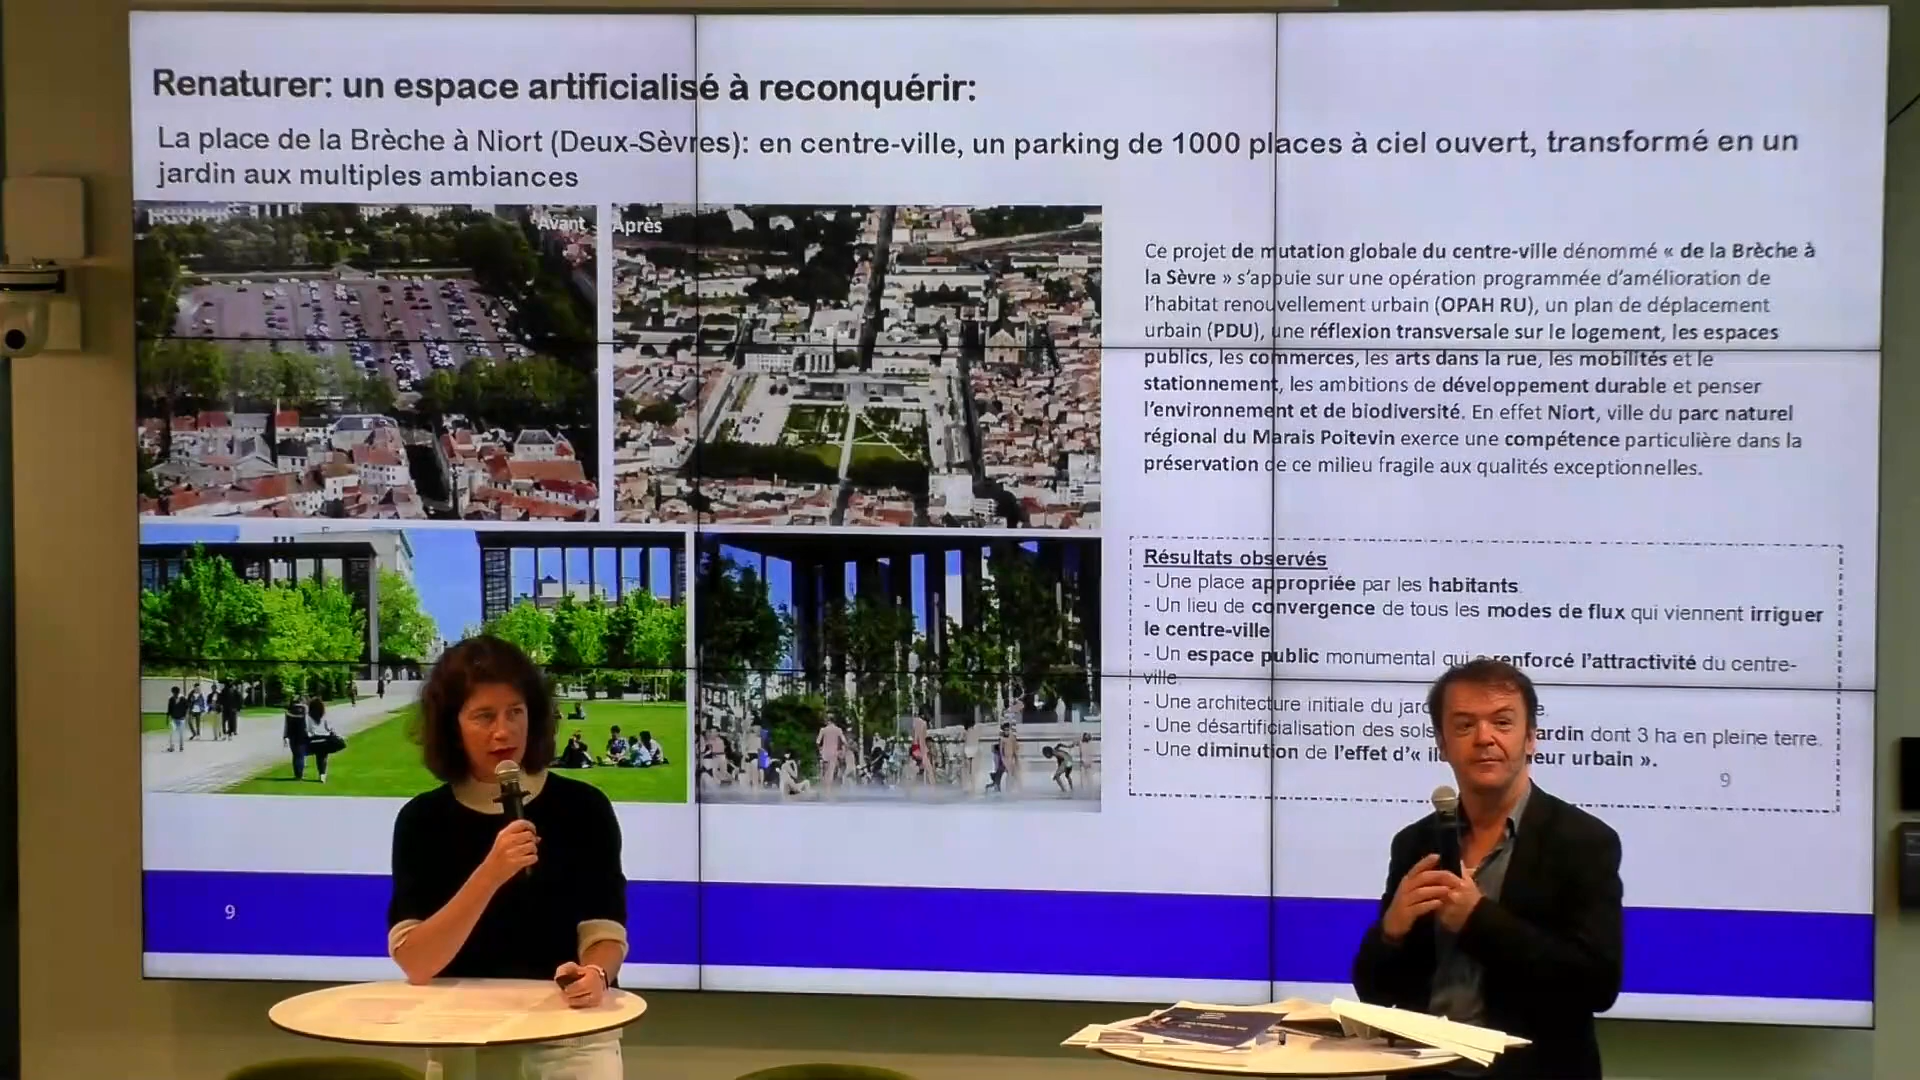 Renaturer: un espace artificialisé à reconquérir:
La place de la Brèche à Niort (Deux-Sèvres): en centre-ville, un parking de 1000 places à ciel ouvert, transformé en un
jardin aux multiples ambiances
Avant
Après
Ce projet de mutation globale du centre-ville dénommé « de la Brèche à
la Sèvre » s'appuie sur une opération programmée d'amélioration de
l'habitat renouvellement urbain (OPAH RU), un plan de déplacement
urbain (PDU), une réflexion transversale sur le logement, les espaces
publics, les commerces, les arts dans la rue, les mobilités et le
stationnement, les ambitions de développement durable et penser
l'environnement et de biodiversité. En effet Niort, ville du parc naturel
régional du Marais Poitevin exerce une compétence particulière dans la
préservation de ce milieu fragile aux qualités exceptionnelles.
Résultats observés
- Une place appropriée par les habitants.
- Un lieu de convergence de tous les modes de flux qui viennent irriguer
le centre-ville
- Un espace public monumental qui renforcé l'attractivité du centre-
ville.
- Une architecture initiale du
- Une désartificialisation des sols ardin dont 3 ha en pleine terre.
- Une diminution de l'effet d'« eur urbain ».
9
9